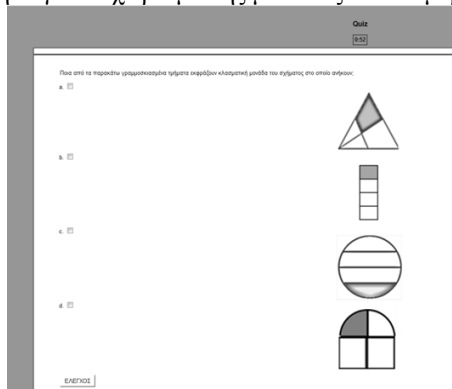 Quiz
0:52
Ποια από τα παρακάτω γραμμοσκιασμένα τμήματα εκφράζουν κλασματική μονάδα του σχήματος στο οποίο ανήκουν;
a.
b.
c.
d.
ΕΛΕΓΧΟΣ